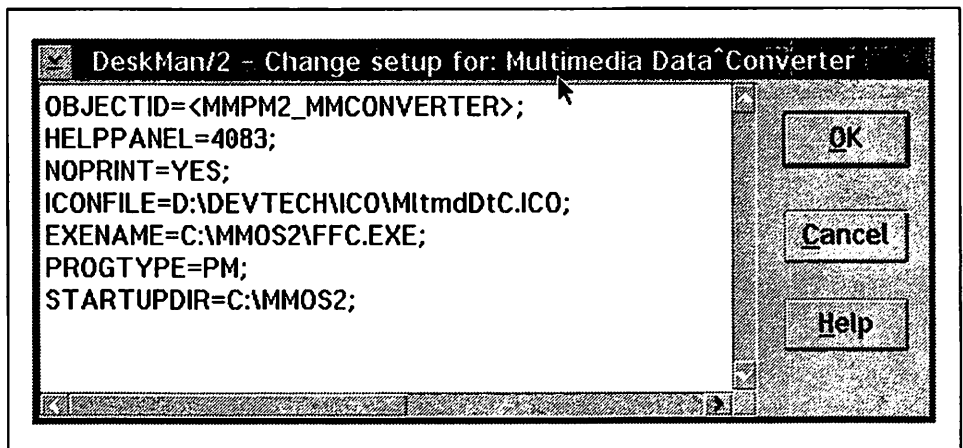 DeskMan/2 - Change setup for: Multimedia Data^Converter
OBJECTID=<MMPM2_MMCONVERTER>;
HELPPANEL=4083;
NOPRINT=YES;
ICONFILE=D:\DEVTECH\ICO\MltmdDtC.ICO;
EXENAME=C:\MMOS2\FFC.EXE;
PROGTYPE=PM;
STARTUPDIR=C:\MMOS2;
OK
Cancel
Help